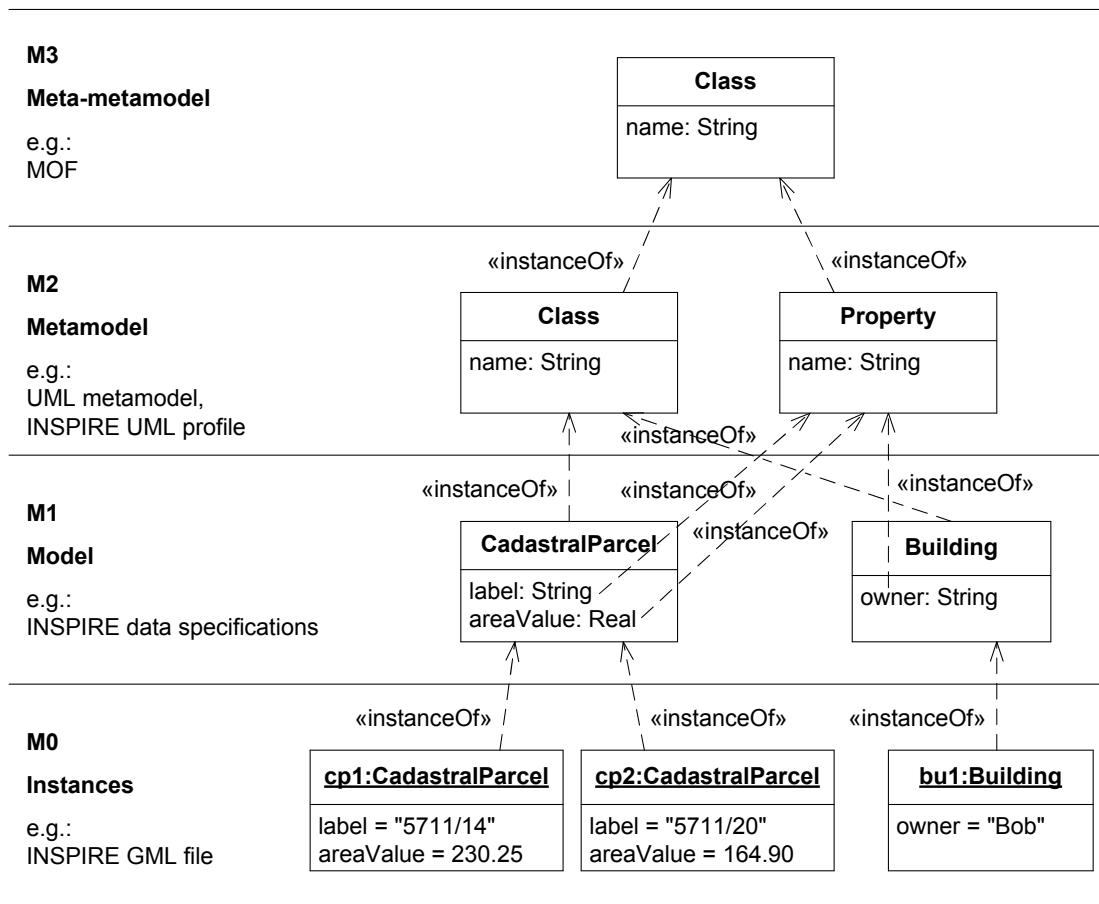 M3
Meta-metamodel
e.g.:
MOF
Class
name: String
«instanceOf»
«instanceOf»
M2
Metamodel
e.g.:
UML metamodel,
INSPIRE UML profile
Class
name: String
Property
name: String
«instanceOf»
«instanceOf»
«instanceOf»
«instanceOf»
«instanceOf»
M1
Model
e.g.:
INSPIRE data specifications
CadastralParcel
label: String
areaValue: Real
Building
owner: String
«instanceOf»
«instanceOf»
«instanceOf»
M0
Instances
e.g.:
INSPIRE GML file
cp1:CadastralParcel
label = "5711/14"
areaValue = 230.25
cp2:CadastralParcel
label = "5711/20"
areaValue = 164.90
bu1:Building
owner = "Bob"